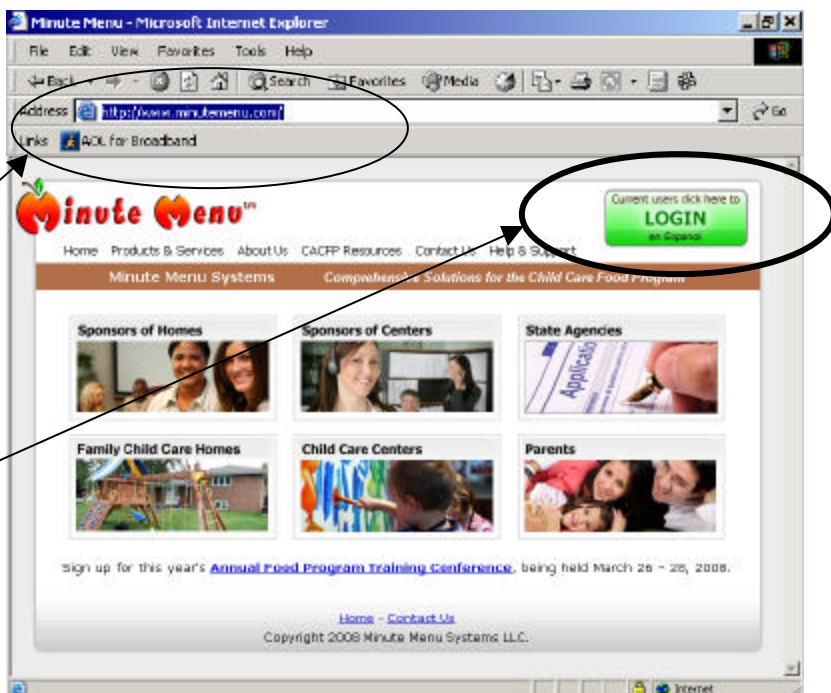 Minute Menu - Microsoft Internet Explorer
File Edit View Favorites Tools Help
Back Search Favorites Media
Address http://www.minutemenu.com/ Go
Links AOL for Broadband
Minute Menu™
Current users click here to
LOGIN
en Espanol
Home Products & Services About Us CACFP Resources Contact Us Help & Support
Minute Menu Systems Comprehensive Solutions for the Child Care Food Program
Sponsors of Homes Sponsors of Centers State Agencies
Applicatio
Family Child Care Homes Child Care Centers Parents
Sign up for this year's Annual Food Program Training Conference, being held March 26 - 28, 2008.
Home - Contact Us
Copyright 2008 Minute Menu Systems LLC.
Internet